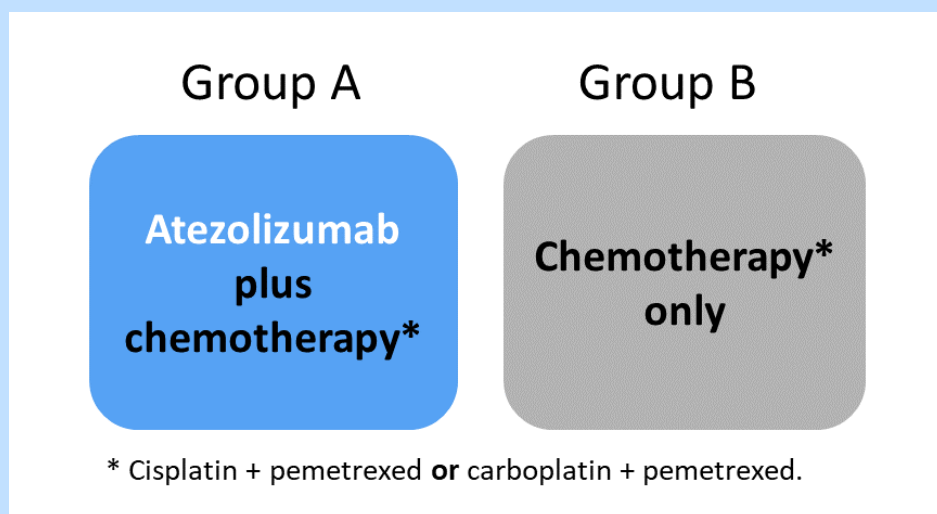 Group A
Group B
Atezolizumab
plus
chemotherapy*
Chemotherapy*
only
* Cisplatin + pemetrexed or carboplatin + pemetrexed.